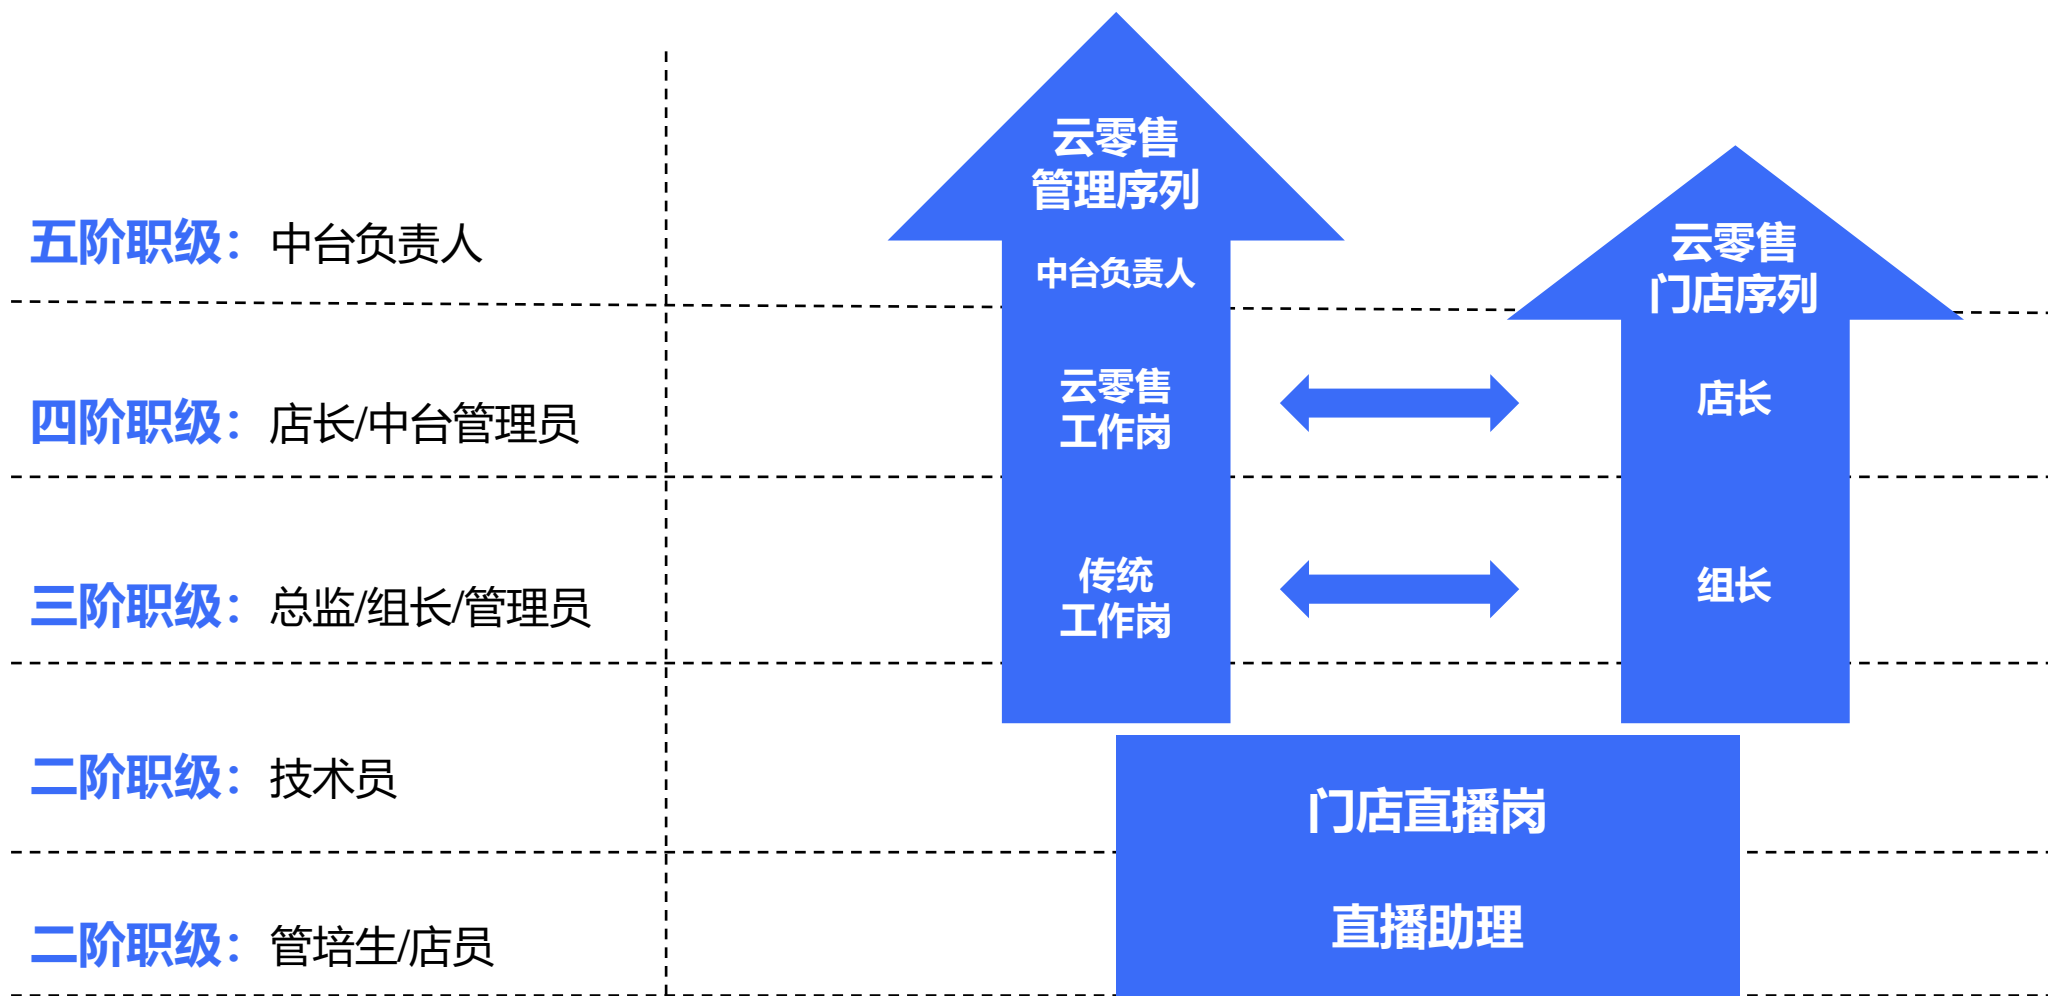 云零售
管理序列
五阶职级：中台负责人
中台负责人
云零售
门店序列
四阶职级：店长/中台管理员
云零售
工作岗
店长
三阶职级：总监/组长/管理员
传统
工作岗
组长
二阶职级：技术员
门店直播岗
二阶职级：管培生/店员
直播助理